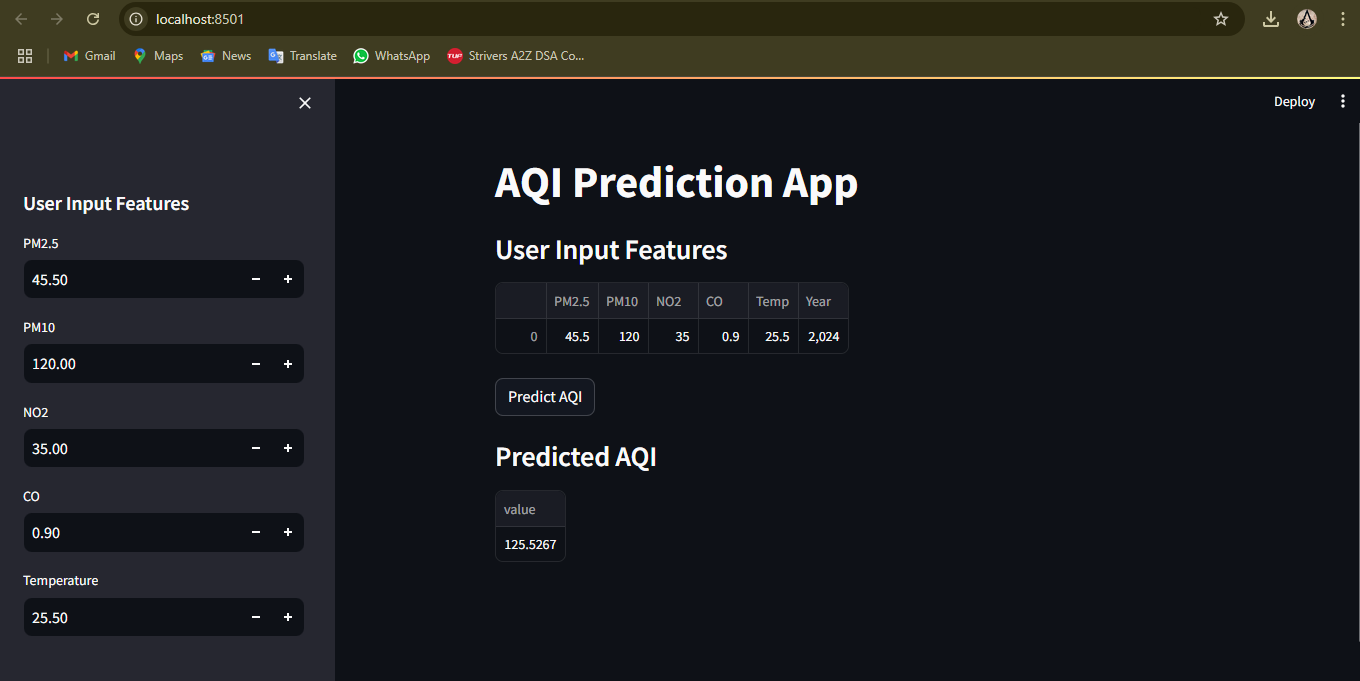 localhost:8501
Gmail Maps News Translate WhatsApp TUF Strivers A2Z DSA Co...
Deploy
User Input Features
PM2.5
45.50
PM10
120.00
NO2
35.00
CO
0.90
Temperature
25.50
AQI Prediction App
User Input Features
PM2.5 PM10 NO2 CO Temp Year
0 45.5 120 35 0.9 25.5 2,024
Predict AQI
Predicted AQI
value
125.5267